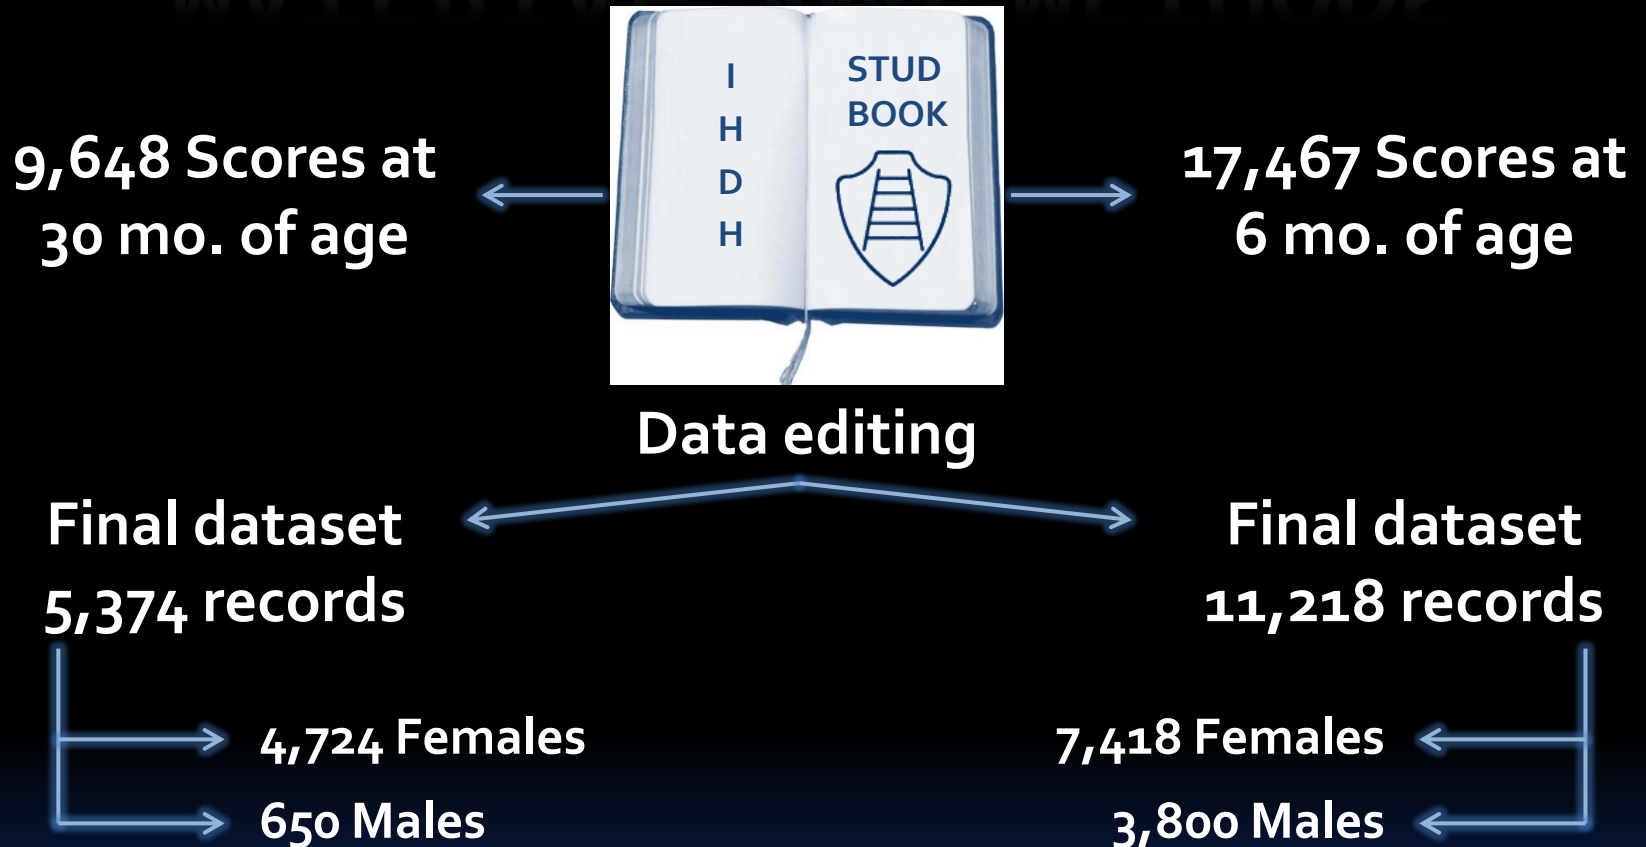 I
H
D
H
STUD
BOOK
9,648 Scores at
30 mo. of age
17,467 Scores at
6 mo. of age
Data editing
Final dataset
5,374 records
Final dataset
11,218 records
4,724 Females
650 Males
7,418 Females
3,800 Males